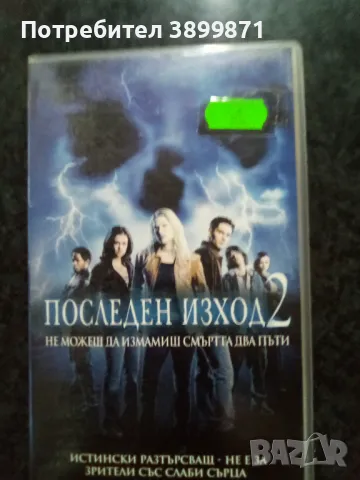 Потребител 3899871
ПОСЛЕДЕН ИЗХОД 2
НЕ МОЖЕШ ДА ИЗМАМИШ СМЪРТТА ДВА ПЪТИ
ИСТИНСКИ РАЗТЪРСВАЩ - НЕ Е ЗА
ЗРИТЕЛИ СЪС СЛАБИ СЪРЦА
BAZAR